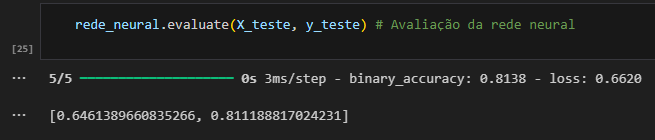 rede_neural.evaluate(X_teste, y_teste) # Avaliação da rede neural
[25]
... 5/5 ━━━━━━━━━━━━━━━━━━━━ 0s 3ms/step - binary_accuracy: 0.8138 - loss: 0.6620
... [0.6461389660835266, 0.811188817024231]